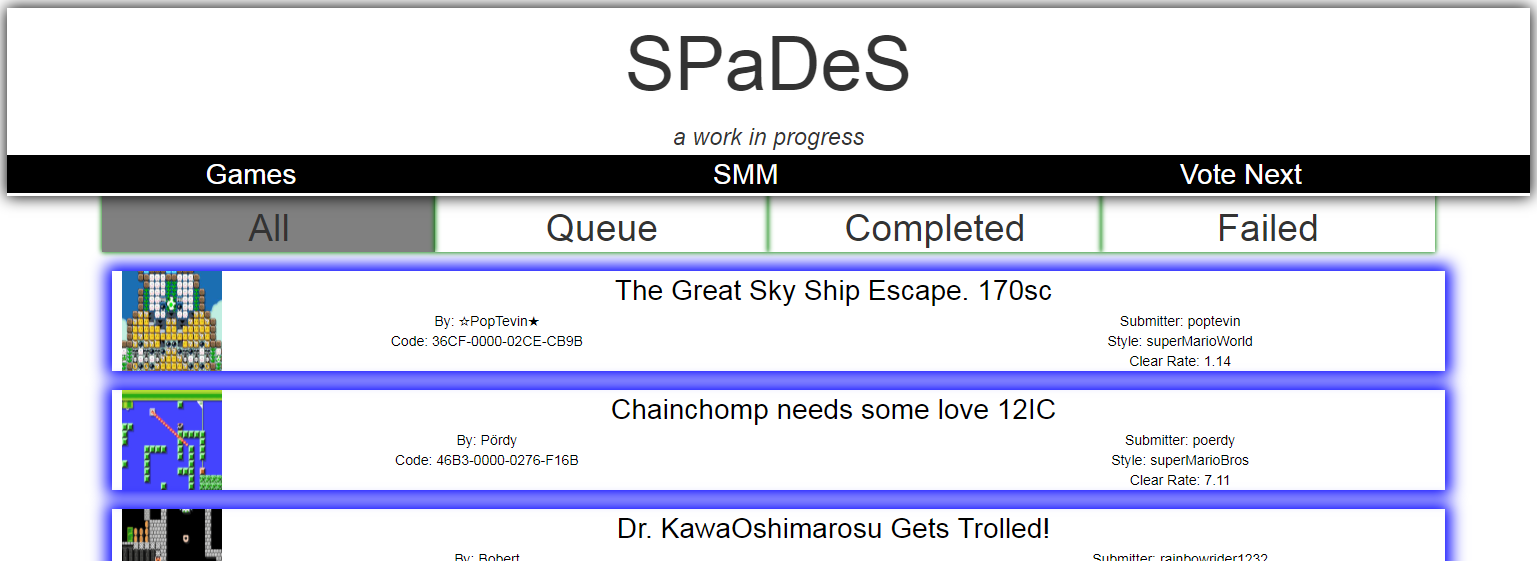 SPaDeS
a work in progress
Games SMM Vote Next
All Queue Completed Failed
The Great Sky Ship Escape. 170sc
By: ☆PopTevin★ Submitter: poptevin
Code: 36CF-0000-02CE-CB9B Style: superMarioWorld
Clear Rate: 1.14
Chainchomp needs some love 12IC
By: Pördy Submitter: poerdy
Code: 46B3-0000-0276-F16B Style: superMarioBros
Clear Rate: 7.11
Dr. KawaOshimarosu Gets Trolled!
By: Bobert Submitter: rainbowrider1232